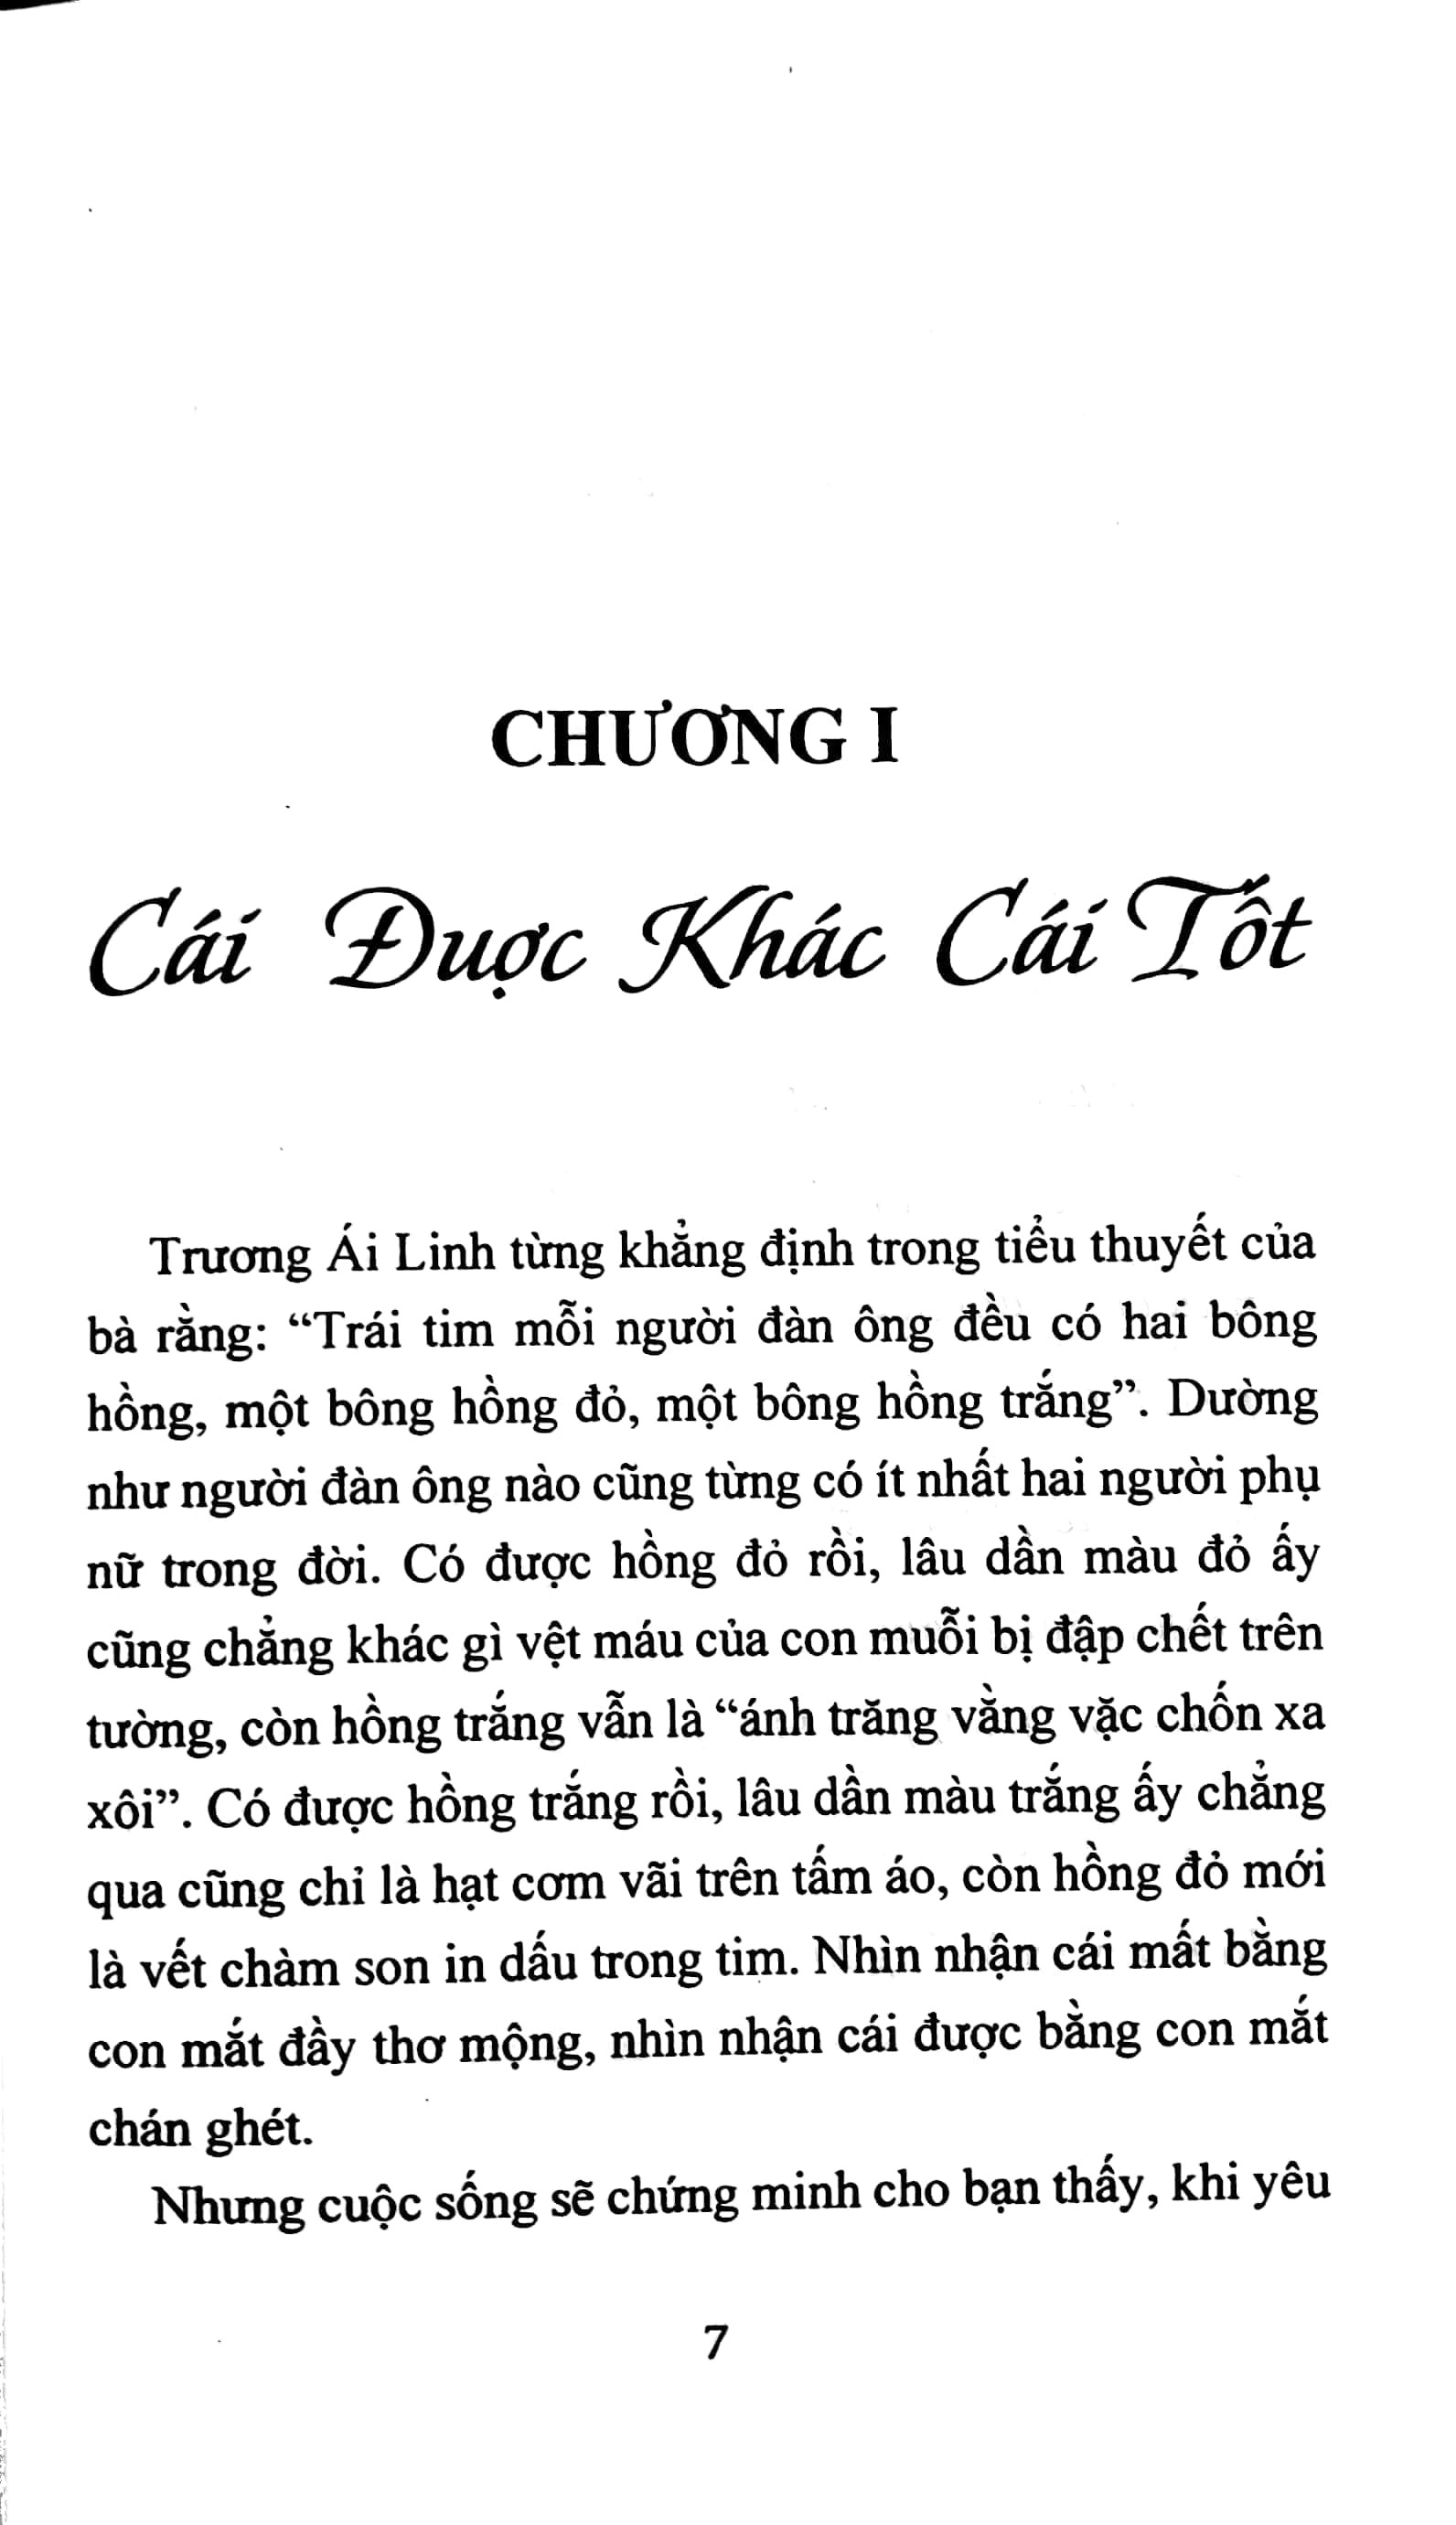 CHƯƠNG I
Cái Được Khác Cái Tốt
Trương Ái Linh từng khẳng định trong tiểu thuyết của
bà rằng: “Trái tim mỗi người đàn ông đều có hai bông
hồng, một bông hồng đỏ, một bông hồng trắng”. Dường
như người đàn ông nào cũng từng có ít nhất hai người phụ
nữ trong đời. Có được hồng đỏ rồi, lâu dần màu đỏ ấy
cũng chẳng khác gì vệt máu của con muỗi bị đập chết trên
tường, còn hồng trắng vẫn là “ánh trăng vằng vặc chốn xa
xôi”. Có được hồng trắng rồi, lâu dần màu trắng ấy chẳng
qua cũng chỉ là hạt cơm vãi trên tấm áo, còn hồng đỏ mới
là vết chàm son in dấu trong tim. Nhìn nhận cái mất bằng
con mắt đầy thơ mộng, nhìn nhận cái được bằng con mắt
chán ghét.
Nhưng cuộc sống sẽ chứng minh cho bạn thấy, khi yêu
7